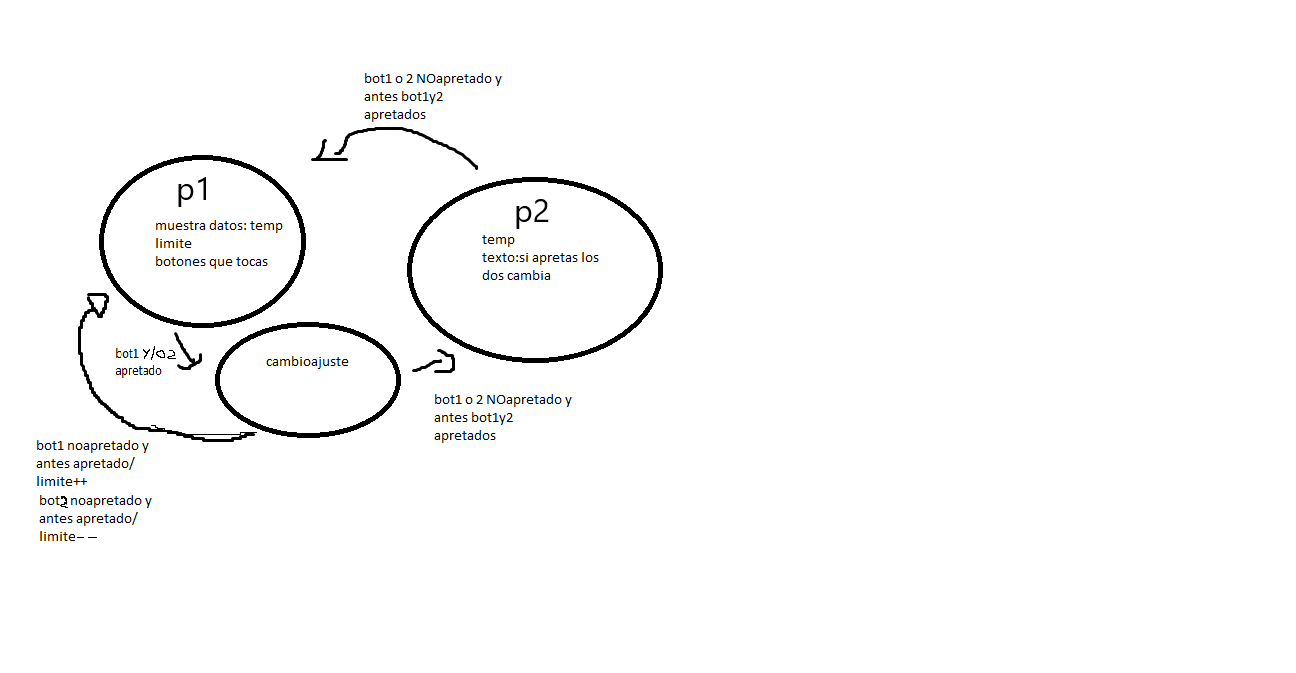 bot1 o 2 NOapretado y
antes bot1y2
apretados
p1
muestra datos: temp
limite
botones que tocas
p2
temp
texto:si apretas los
dos cambia
bot1 y/o2
apretado
cambioajuste
bot1 o 2 NOapretado y
antes bot1y2
apretados
bot1 noapretado y
antes apretado/
limite++
bot2 noapretado y
antes apretado/
limite– –